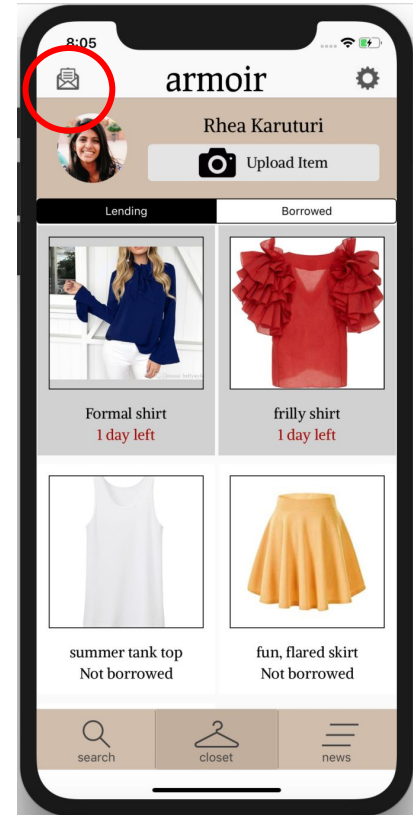 8:05
armoir
Rhea Karuturi
Upload Item
Lending Borrowed
Formal shirt frilly shirt
1 day left 1 day left
summer tank top fun, flared skirt
Not borrowed Not borrowed
search closet news